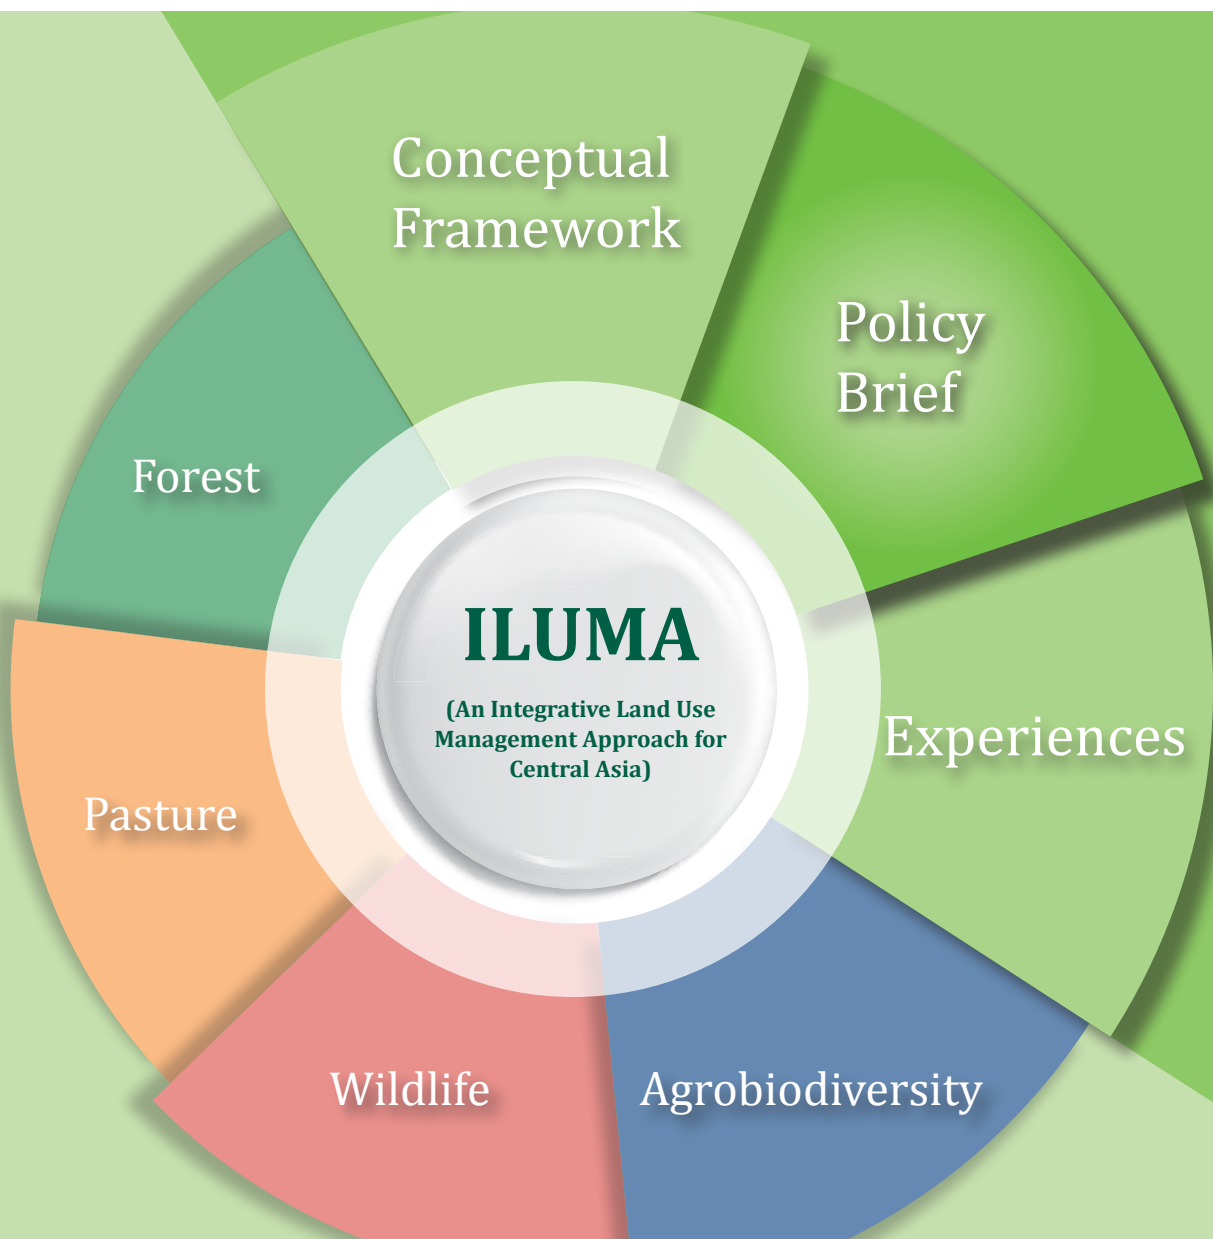 Conceptual
Framework
Policy
Brief
Forest
ILUMA
(An Integrative Land Use
Management Approach for
Central Asia)
Experiences
Pasture
Wildlife
Agrobiodiversity